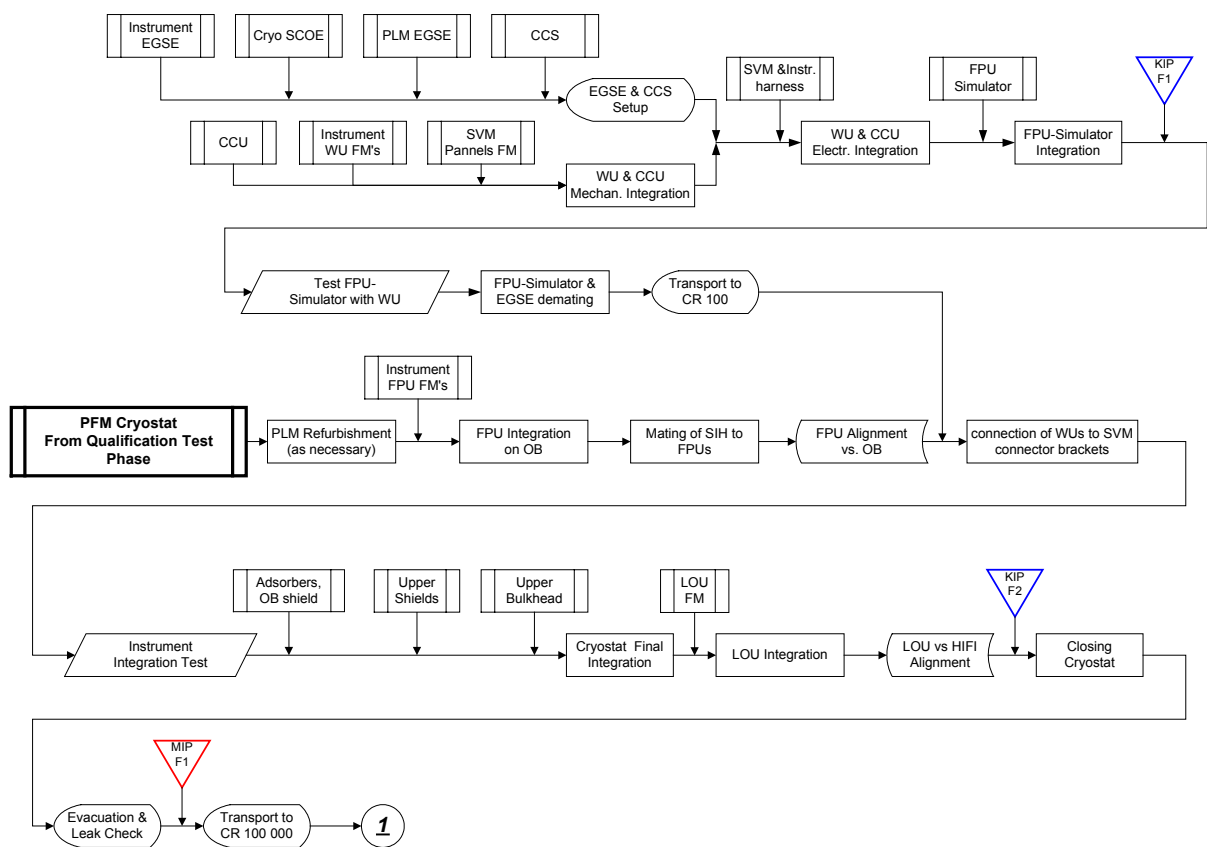 Instrument
EGSE
Cryo SCOE
PLM EGSE
CCS
EGSE & CCS
Setup
SVM &Instr.
harness
FPU
Simulator
KIP
F1
CCU
Instrument
WU FM's
SVM
Pannels FM
WU & CCU
Mechan. Integration
WU & CCU
Electr. Integration
FPU-Simulator
Integration
Test FPU-
Simulator with WU
FPU-Simulator &
EGSE demating
Transport to
CR 100
Instrument
FPU FM's
PFM Cryostat
From Qualification Test
Phase
PLM Refurbishment
(as necessary)
FPU Integration
on OB
Mating of SIH to
FPUs
FPU Alignment
vs. OB
connection of WUs to SVM
connector brackets
Adsorbers,
OB shield
Upper
Shields
Upper
Bulkhead
LOU
FM
KIP
F2
Instrument
Integration Test
Cryostat Final
Integration
LOU Integration
LOU vs HIFI
Alignment
Closing
Cryostat
MIP
F1
Evacuation &
Leak Check
Transport to
CR 100 000
1